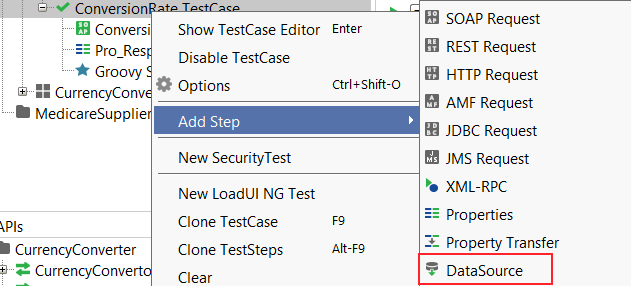 ConversionRate TestCase
Conversi
Pro_Resp
Groovy S
CurrencyConve
MedicareSupplier
APIs
CurrencyConverter
CurrencyConverto
Show TestCase Editor Enter
Disable TestCase
Options Ctrl+Shift-O
Add Step
New SecurityTest
New LoadUI NG Test
Clone TestCase F9
Clone TestSteps Alt-F9
Clear
SOAP Request
REST Request
HTTP Request
AMF Request
JDBC Request
JMS Request
XML-RPC
Properties
Property Transfer
DataSource